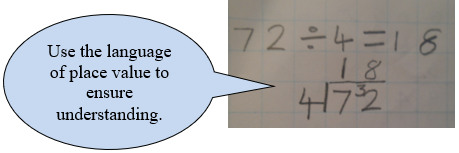 Use the language
of place value to
ensure
understanding.
72÷4=18
18
4 7³2